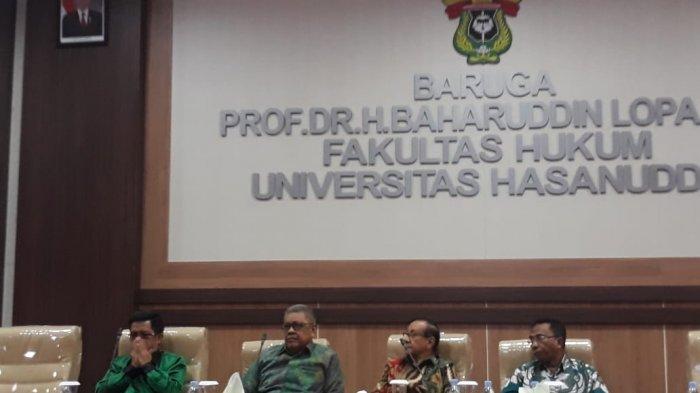 BARUGA
PROF.DR.H.BAHARUDDIN LOPA
FAKULTAS HUKUM
UNIVERSITAS HASANUDD